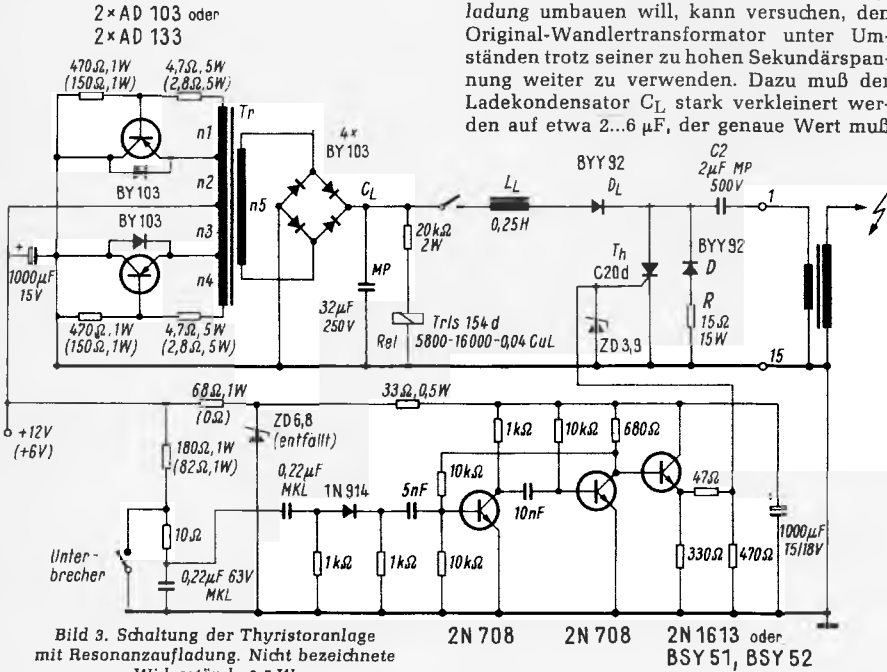 2×AD 103 oder
2×AD 133
ladung umbauen will, kann versuchen, den
Original-Wandlertransformator unter Um-
ständen trotz seiner zu hohen Sekundärspan-
nung weiter zu verwenden. Dazu muß der
Ladekondensator CL stark verkleinert wer-
den auf etwa 2...6 µF, der genaue Wert muß
470Ω,1W
(150Ω,1W)
4,7Ω,5W
(2,8Ω,5W)
Tr
n1
n2
n3
n4
n5
BY 103
BY 103
+
1000µF
15V
470Ω,1W
(150Ω,1W)
4,7Ω,5W
(2,8Ω,5W)
4×
BY 103
CL
MP
32µF
250V
20kΩ
2W
Rel
Trls 154 d
5800-16000-0,04 CuL
LL
0,25H
BYY 92
DL
C2
2µF MP
500V
1
Th
C20d
BYY 92
D
R
15Ω
15W
ZD3,9
15
+12V
(+6V)
68Ω,1W
(0Ω)
ZD6,8
(entfällt)
33Ω,0,5W
180Ω,1W
(82Ω,1W)
10Ω
Unter-
brecher
0,22µF 63V
MKL
0,22µF
MKL
1N 914
5nF
1kΩ
1kΩ
10kΩ
10kΩ
1kΩ
10nF
10kΩ
680Ω
47Ω
330Ω
470Ω
1000µF
15/18V
2N 708
2N 708
2N 1613 oder
BSY 51, BSY 52
Bild 3. Schaltung der Thyristoranlage
mit Resonanzaufladung. Nicht bezeichnete